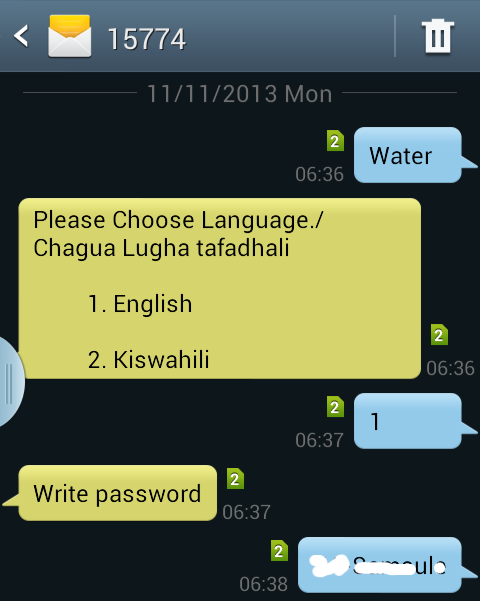 15774
11/11/2013 Mon
2
Water
06:36
Please Choose Language./
Chagua Lugha tafadhali
1. English
2. Kiswahili
2
06:36
2
1
06:37
Write password
2
06:37
2
06:38